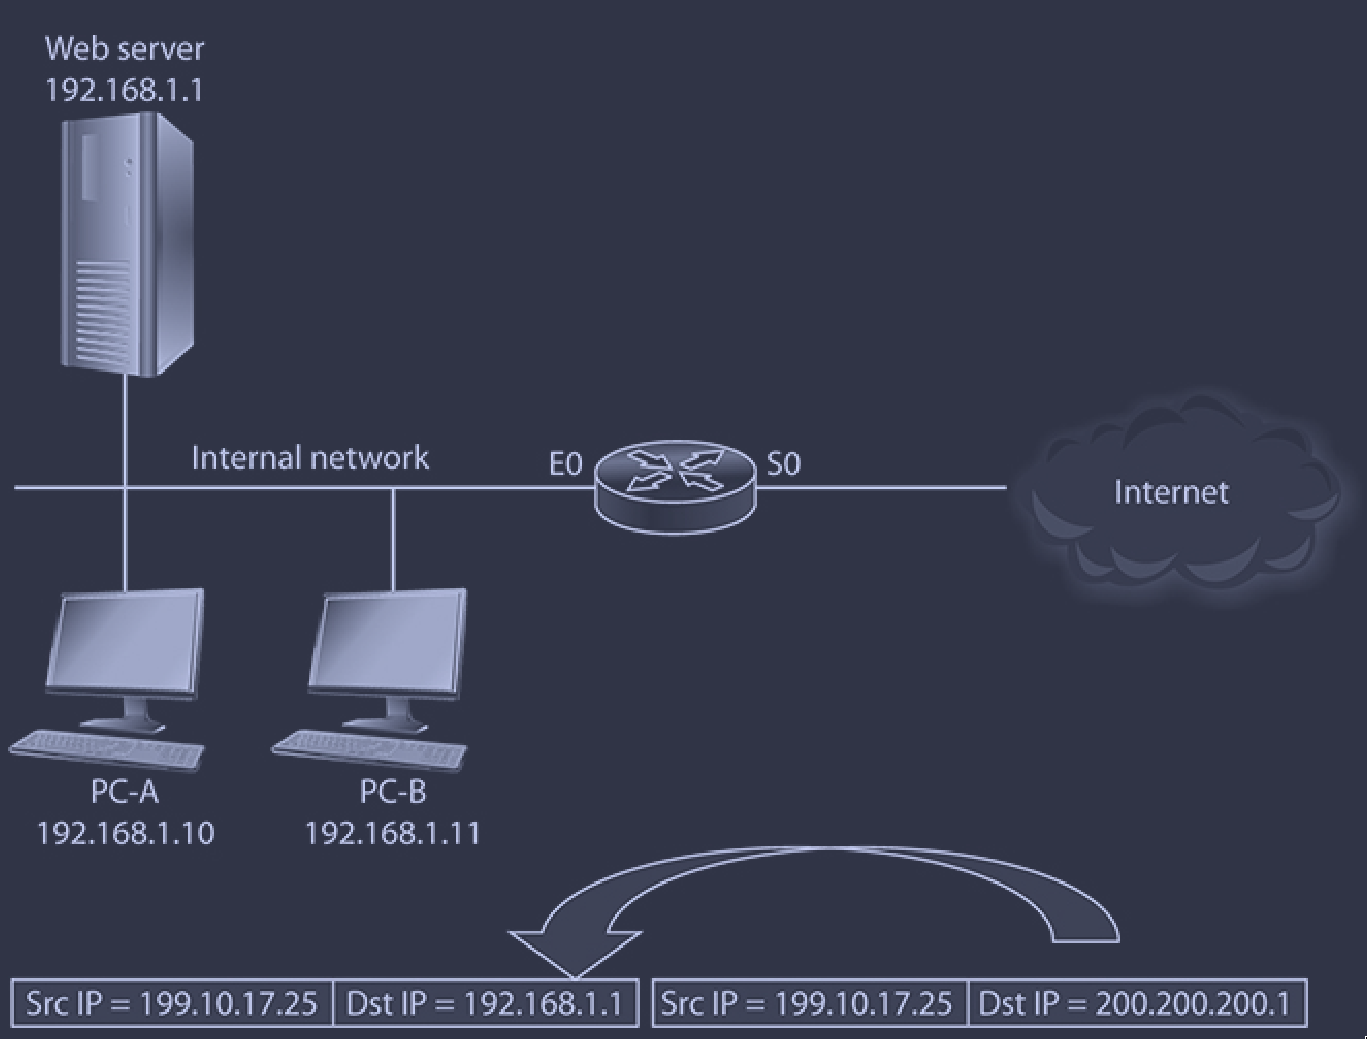 Web server
192.168.1.1
Internal network
E0
S0
Internet
PC-A
192.168.1.10
PC-B
192.168.1.11
Src IP = 199.10.17.25
Dst IP = 192.168.1.1
Src IP = 199.10.17.25
Dst IP = 200.200.200.1